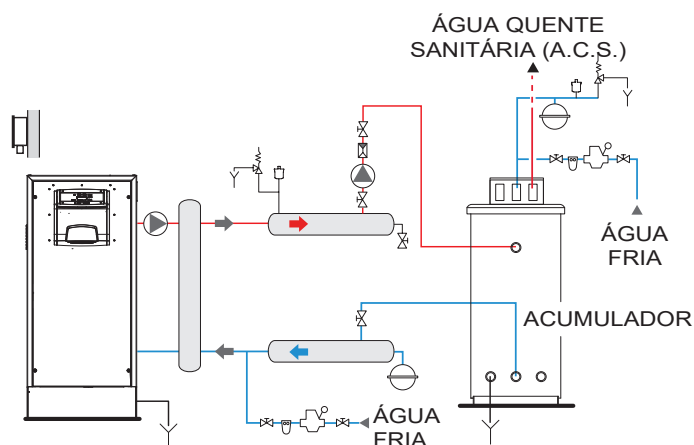 ÁGUA QUENTE
SANITÁRIA (A.C.S.)
ÁGUA
FRIA
ACUMULADOR
ÁGUA
FRIA